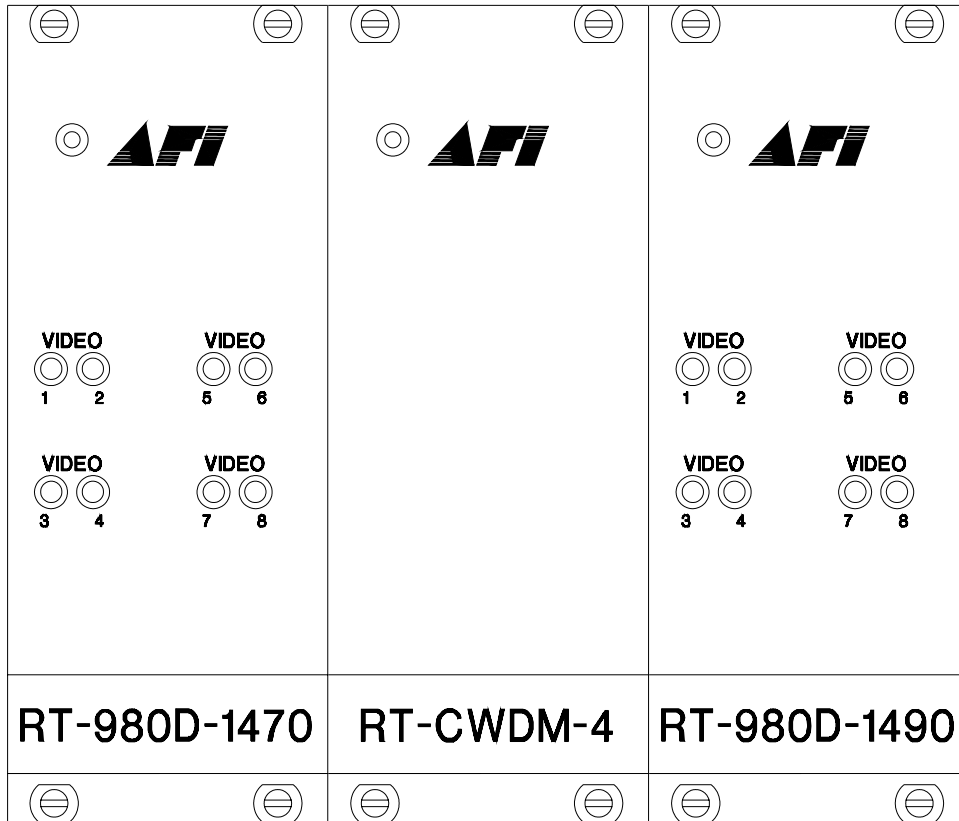 AFI
VIDEO VIDEO
1 2 5 6
VIDEO VIDEO
3 4 7 8
RT-980D-1470
AFI
RT-CWDM-4
AFI
VIDEO VIDEO
1 2 5 6
VIDEO VIDEO
3 4 7 8
RT-980D-1490